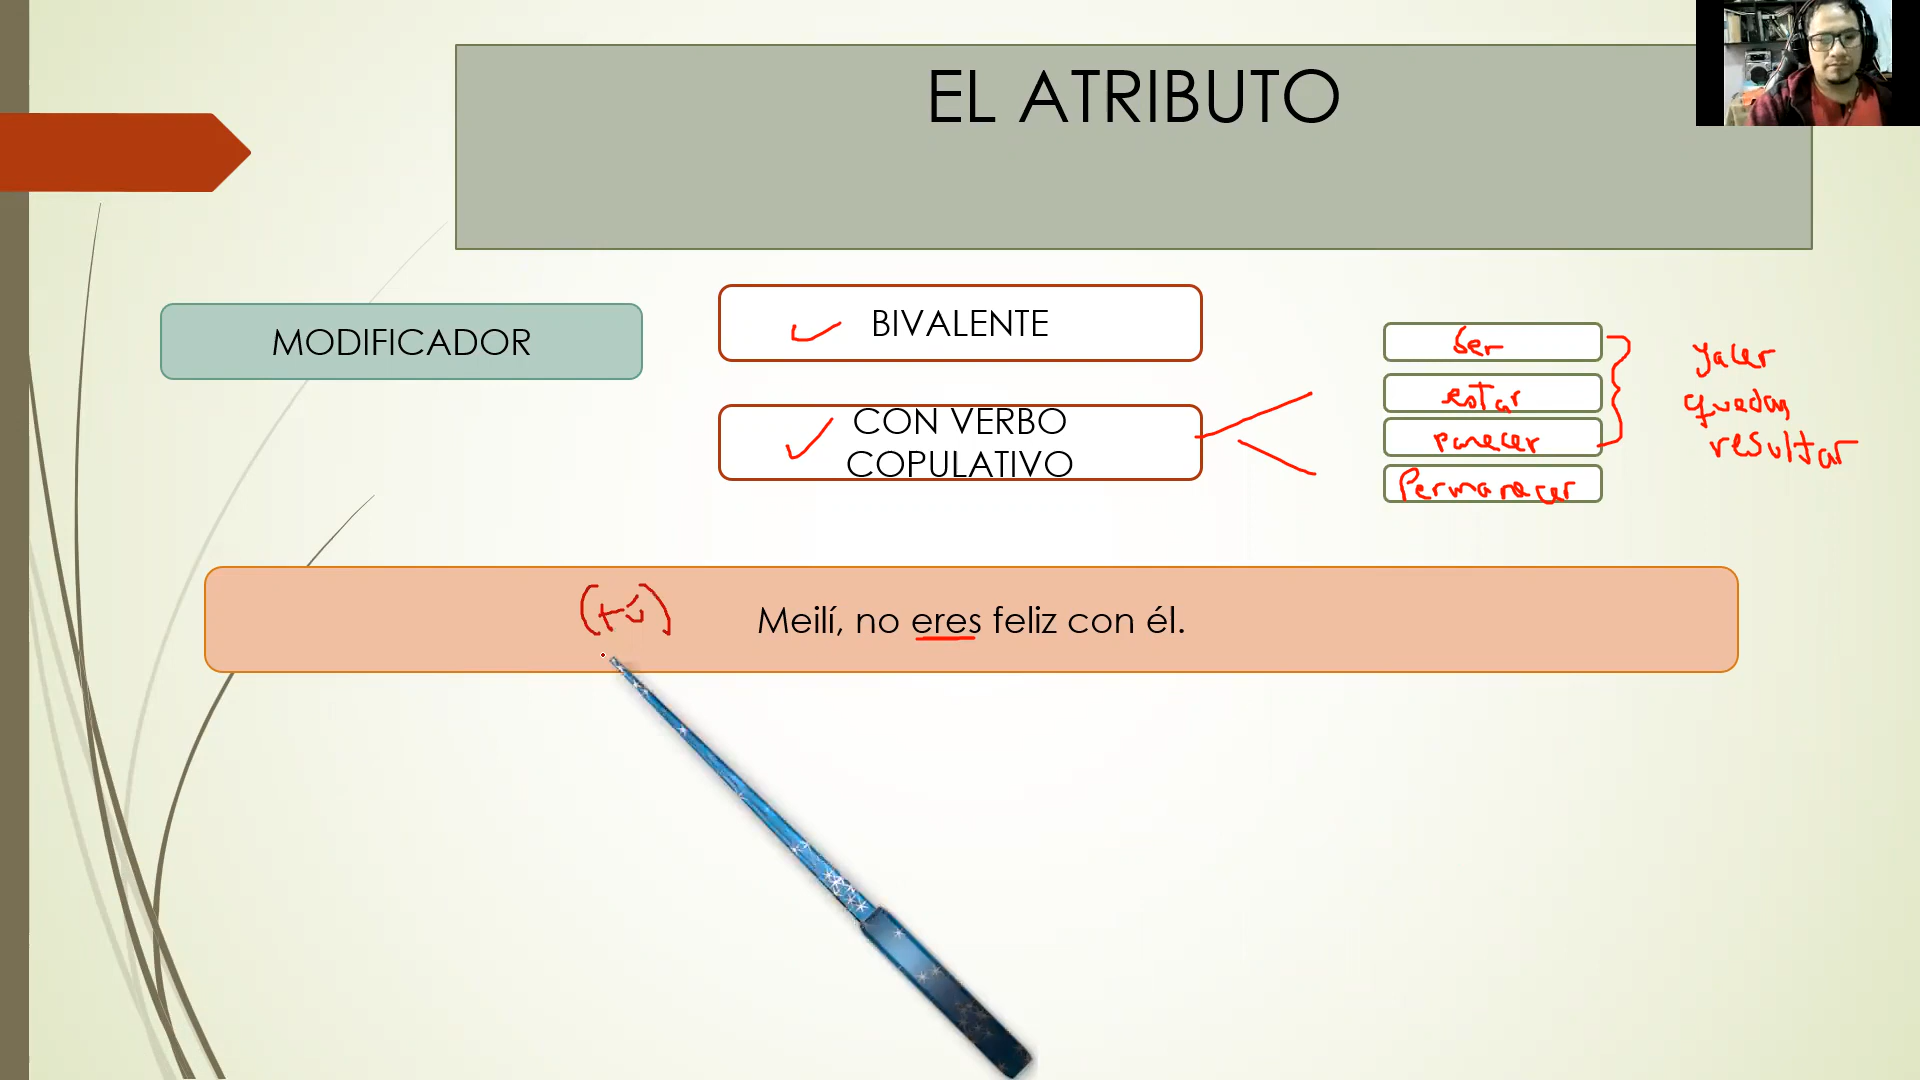 EL ATRIBUTO
MODIFICADOR
BIVALENTE
CON VERBO
COPULATIVO
Ser
estar
parecer
Permanecer
yacer
quedar
resultar
(tú)
Meilí, no eres feliz con él.